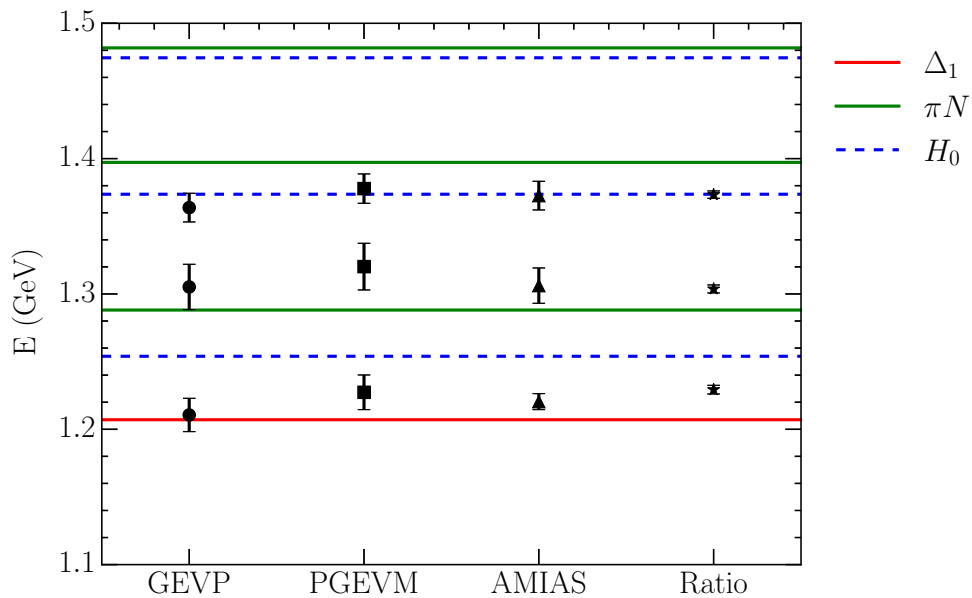 1.5
1.4
1.3
1.2
1.1
E (GeV)
GEVP
PGEVM
AMIAS
Ratio
Δ₁
πN
H₀